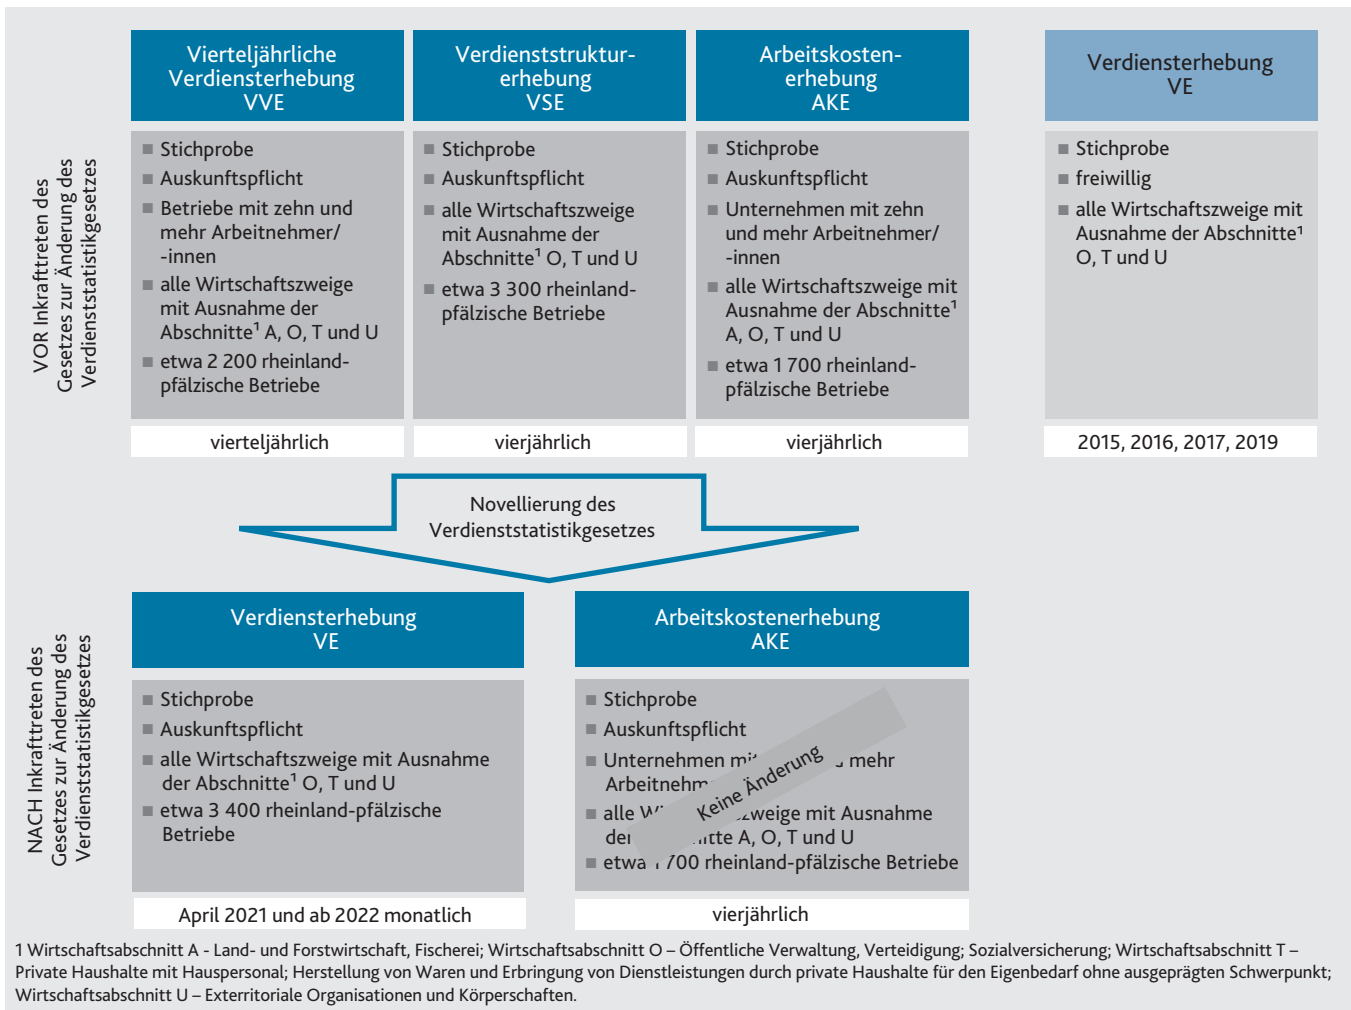 Vierteljährliche
Verdiensterhebung
VVE
Verdienststruktur-
erhebung
VSE
Arbeitskosten-
erhebung
AKE
Verdiensterhebung
VE
VOR Inkrafttreten des
Gesetzes zur Änderung des
Verdienststatistikgesetzes
■ Stichprobe
■ Auskunftspflicht
■ Betriebe mit zehn und
mehr Arbeitnehmer/
-innen
■ alle Wirtschaftszweige
mit Ausnahme der
Abschnitte¹ A, O, T und U
■ etwa 2 200 rheinland-
pfälzische Betriebe
■ Stichprobe
■ Auskunftspflicht
■ alle Wirtschaftszweige
mit Ausnahme der
Abschnitte¹ O, T und U
■ etwa 3 300 rheinland-
pfälzische Betriebe
■ Stichprobe
■ Auskunftspflicht
■ Unternehmen mit zehn
und mehr Arbeitnehmer/
-innen
■ alle Wirtschaftszweige mit
Ausnahme der Abschnitte¹
A, O, T und U
■ etwa 1 700 rheinland-
pfälzische Betriebe
■ Stichprobe
■ freiwillig
■ alle Wirtschaftszweige mit
Ausnahme der Abschnitte¹
O, T und U
vierteljährlich
vierjährlich
vierjährlich
2015, 2016, 2017, 2019
Novellierung des
Verdienststatistikgesetzes
NACH Inkrafttreten des
Gesetzes zur Änderung des
Verdienststatistikgesetzes
Verdiensterhebung
VE
Arbeitskostenerhebung
AKE
■ Stichprobe
■ Auskunftspflicht
■ alle Wirtschaftszweige mit Ausnahme
der Abschnitte¹ O, T und U
■ etwa 3 400 rheinland-pfälzische
Betriebe
■ Stichprobe
■ Auskunftspflicht
■ Unternehmen mehr
■ alle mit Ausnahme
A, O, T und U
■ etwa 1 700 rheinland-pfälzische Betriebe
Keine Änderung
April 2021 und ab 2022 monatlich
vierjährlich
1 Wirtschaftsabschnitt A - Land- und Forstwirtschaft, Fischerei; Wirtschaftsabschnitt O – Öffentliche Verwaltung, Verteidigung; Sozialversicherung; Wirtschaftsabschnitt T –
Private Haushalte mit Hauspersonal; Herstellung von Waren und Erbringung von Dienstleistungen durch private Haushalte für den Eigenbedarf ohne ausgeprägten Schwerpunkt;
Wirtschaftsabschnitt U – Exterritoriale Organisationen und Körperschaften.